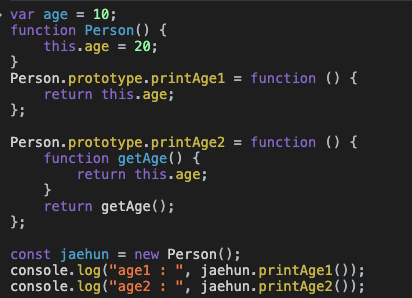 var age = 10;
function Person() {
    this.age = 20;
}
Person.prototype.printAge1 = function () {
    return this.age;
};

Person.prototype.printAge2 = function () {
    function getAge() {
        return this.age;
    }
    return getAge();
};

const jaehun = new Person();
console.log("age1 : ", jaehun.printAge1());
console.log("age2 : ", jaehun.printAge2());